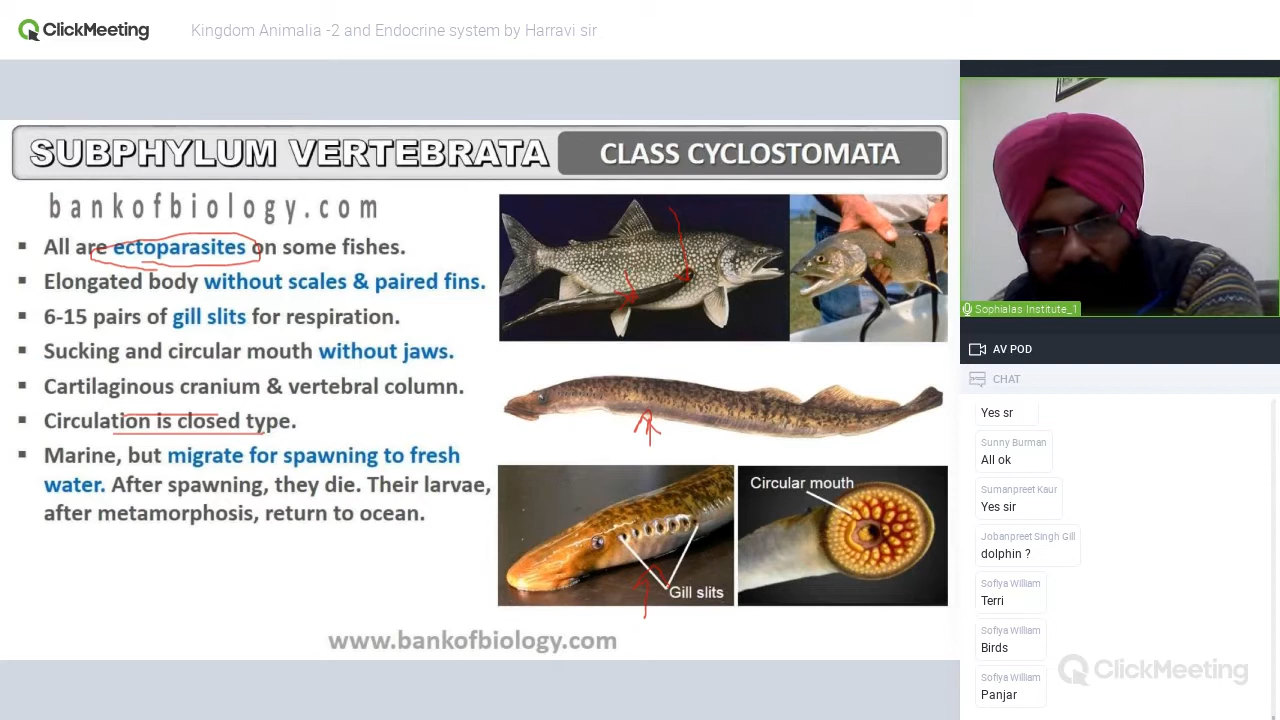 ClickMeeting
Kingdom Animalia -2 and Endocrine system by Harravi sir
SUBPHYLUM VERTEBRATA
CLASS CYCLOSTOMATA
bankofbiology.com
▪ All are ectoparasites on some fishes.
▪ Elongated body without scales & paired fins.
▪ 6-15 pairs of gill slits for respiration.
▪ Sucking and circular mouth without jaws.
▪ Cartilaginous cranium & vertebral column.
▪ Circulation is closed type.
▪ Marine, but migrate for spawning to fresh
water. After spawning, they die. Their larvae,
after metamorphosis, return to ocean.
Circular mouth
Gill slits
www.bankofbiology.com
Sophialas Institute_1
AV POD
CHAT
Yes sr
Sunny Burman
All ok
Sumanpreet Kaur
Yes sir
Jobanpreet Singh Gill
dolphin ?
Sofiya William
Terri
Sofiya William
Birds
Sofiya William
Panjar
ClickMeeting